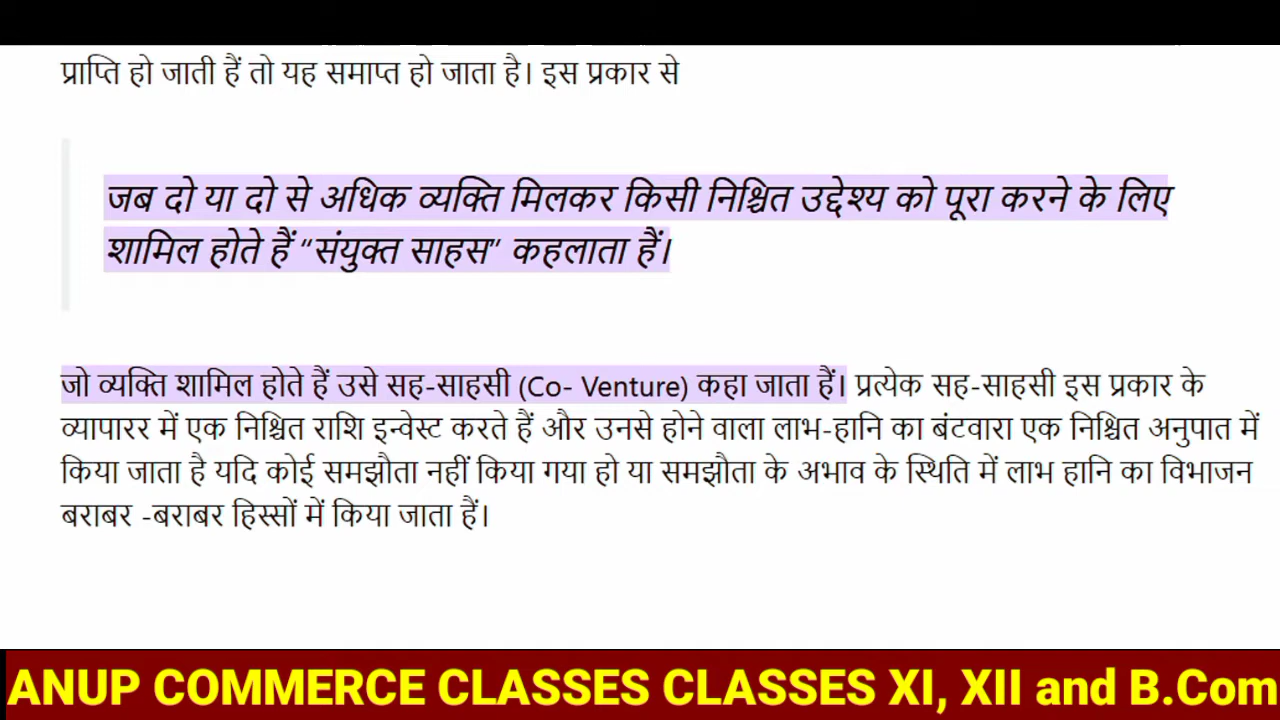 प्राप्ति हो जाती हैं तो यह समाप्त हो जाता है। इस प्रकार से
जब दो या दो से अधिक व्यक्ति मिलकर किसी निश्चित उद्देश्य को पूरा करने के लिए
शामिल होते हैं “संयुक्त साहस” कहलाता हैं।
जो व्यक्ति शामिल होते हैं उसे सह-साहसी (Co- Venture) कहा जाता हैं। प्रत्येक सह-साहसी इस प्रकार के
व्यापारर में एक निश्चित राशि इन्वेस्ट करते हैं और उनसे होने वाला लाभ-हानि का बंटवारा एक निश्चित अनुपात में
किया जाता है यदि कोई समझौता नहीं किया गया हो या समझौता के अभाव के स्थिति में लाभ हानि का विभाजन
बराबर -बराबर हिस्सों में किया जाता हैं।
ANUP COMMERCE CLASSES CLASSES XI, XII and B.Com